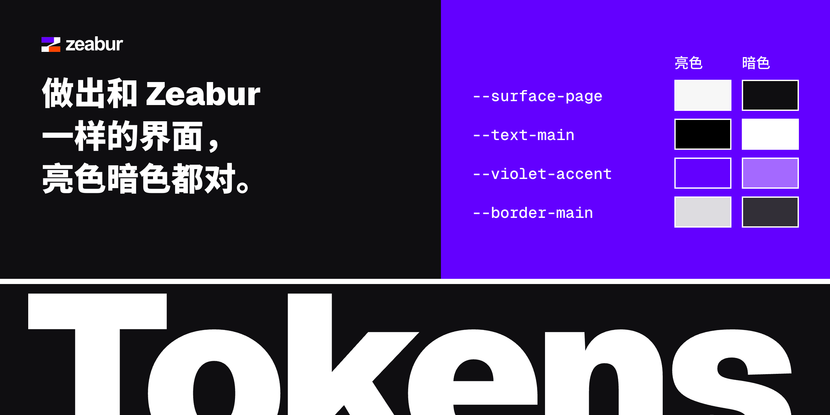 zeabur
做出和 Zeabur
一样的界面，
亮色暗色都对。
亮色 暗色
--surface-page
--text-main
--violet-accent
--border-main
Tokens